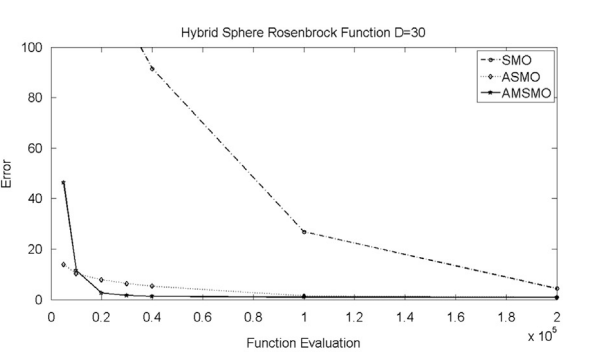 Hybrid Sphere Rosenbrock Function D=30
100
80
60
40
20
0
Error
SMO
ASMO
AMSMO
0 0.2 0.4 0.6 0.8 1 1.2 1.4 1.6 1.8 2
x 10^5
Function Evaluation